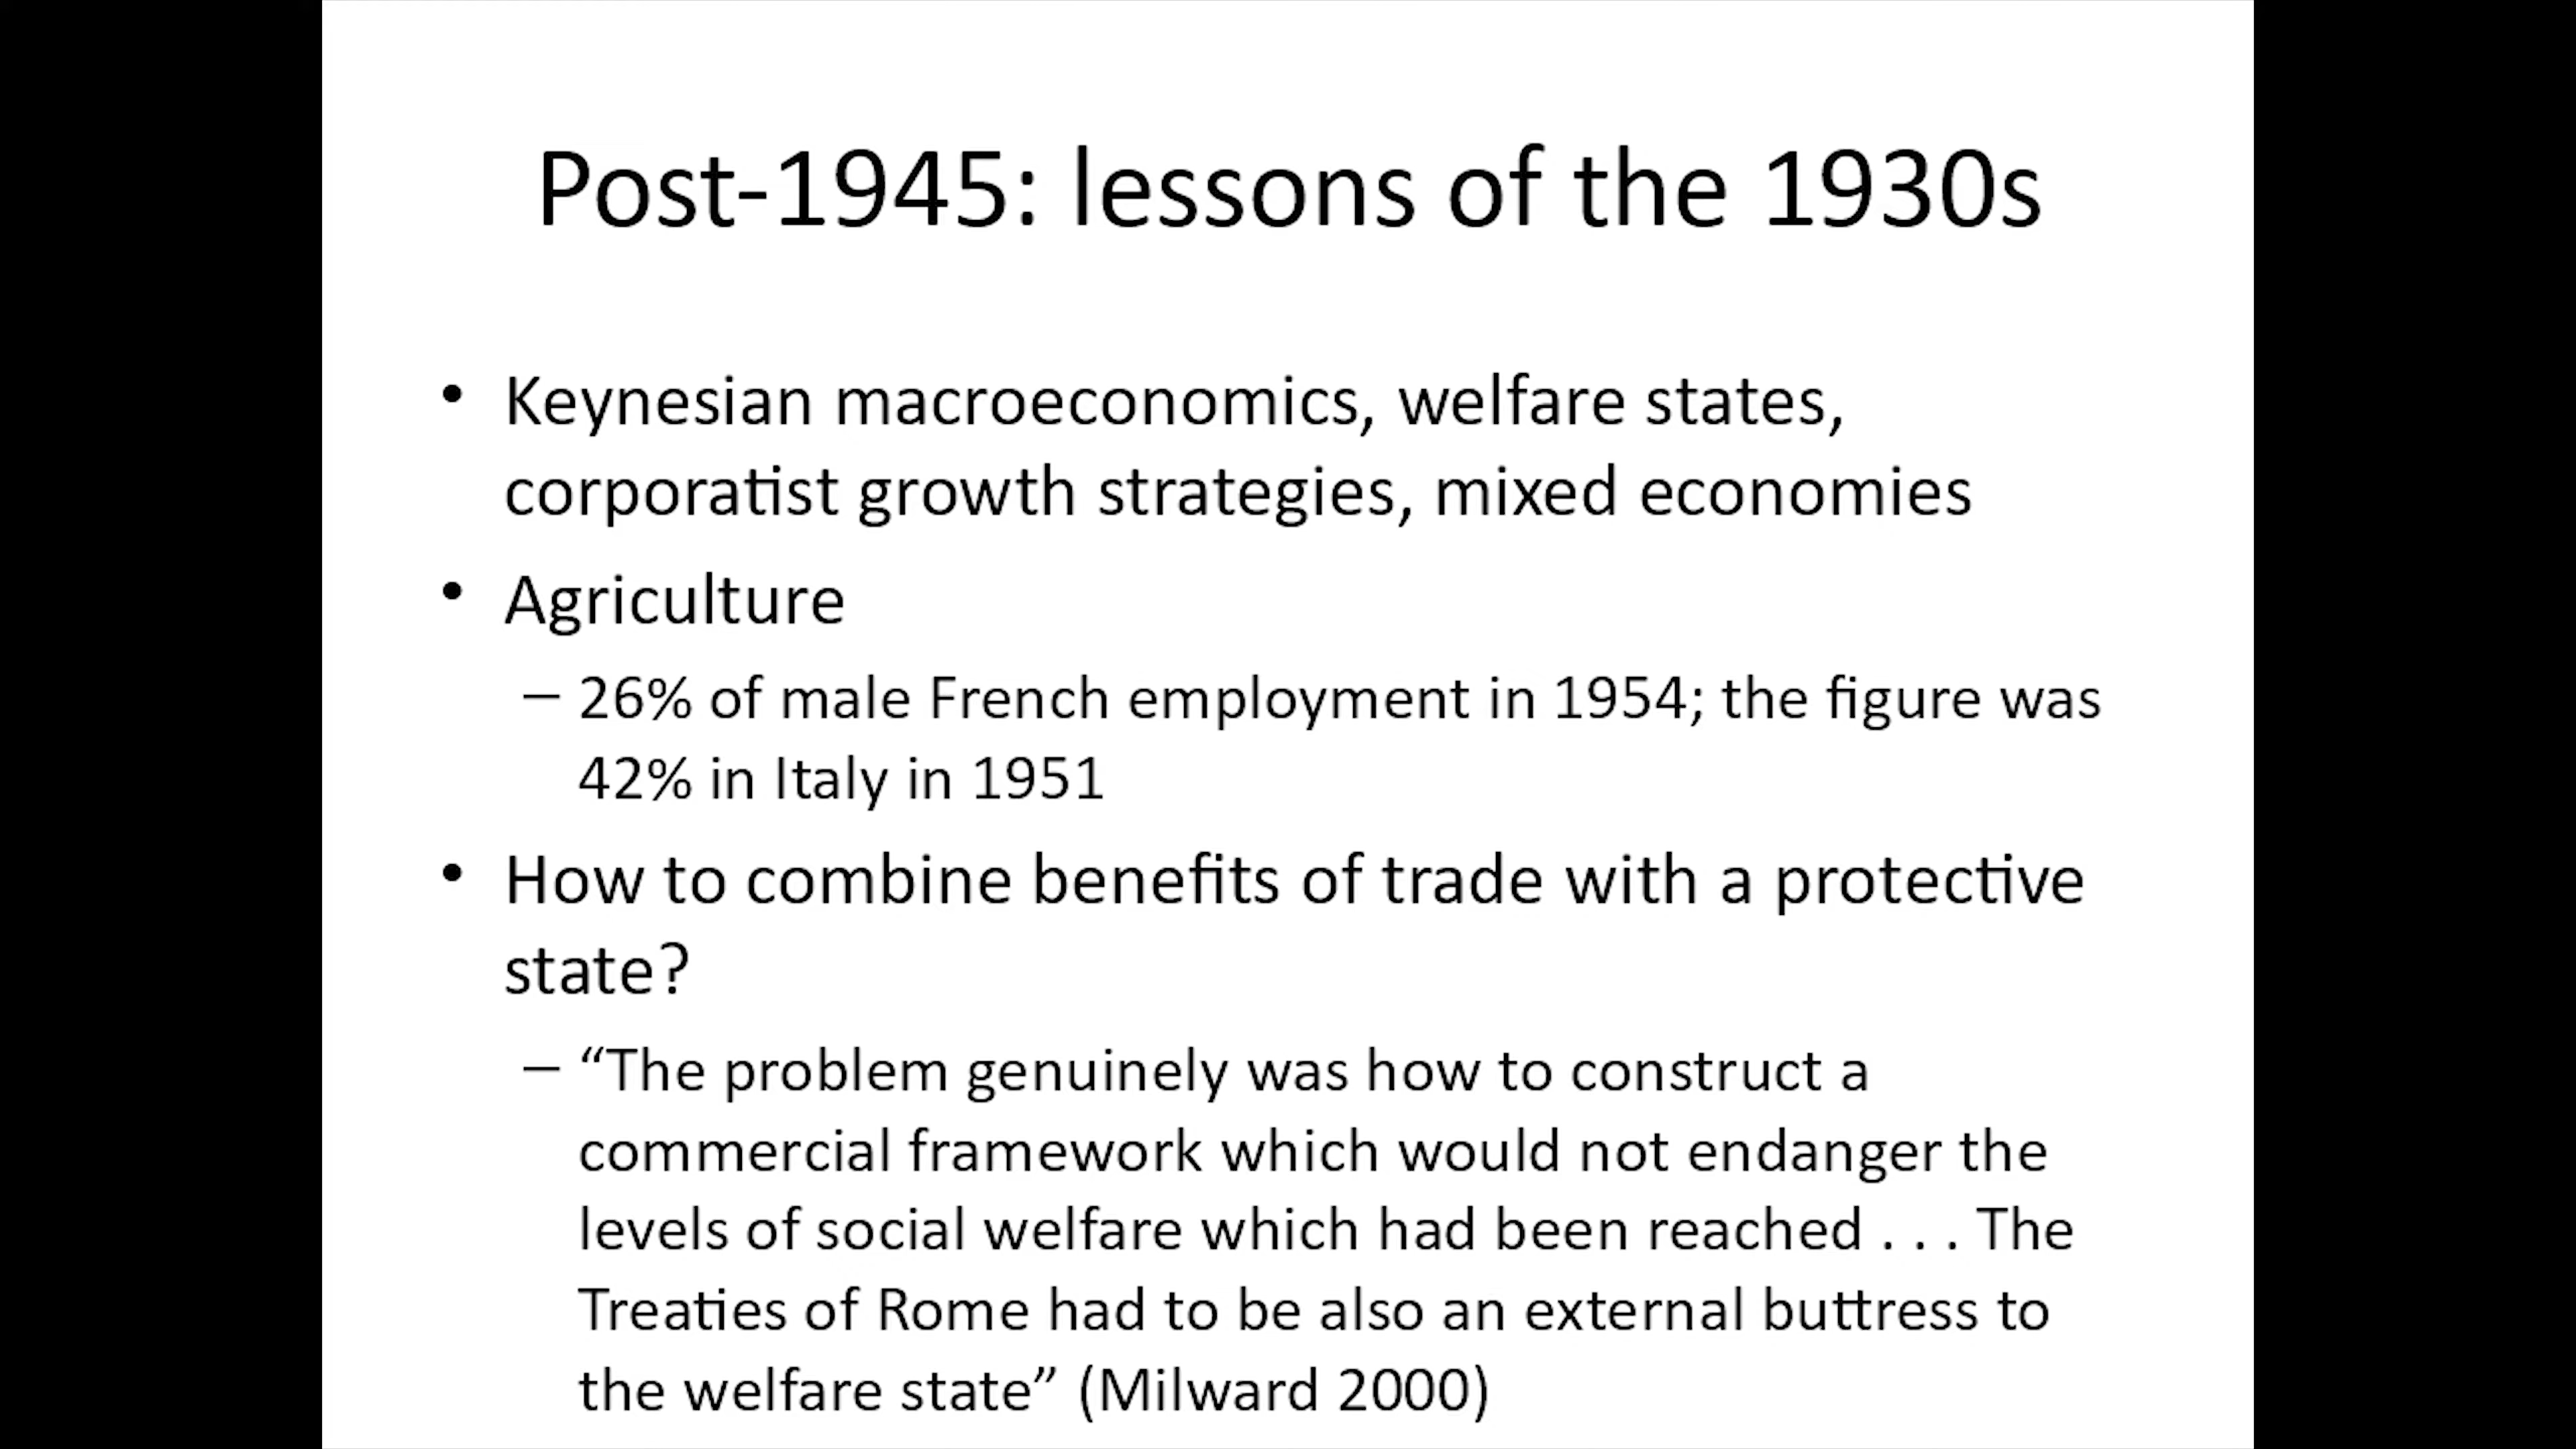 Post-1945: lessons of the 1930s
• Keynesian macroeconomics, welfare states,
corporatist growth strategies, mixed economies
• Agriculture
– 26% of male French employment in 1954; the figure was
42% in Italy in 1951
• How to combine benefits of trade with a protective
state?
– “The problem genuinely was how to construct a
commercial framework which would not endanger the
levels of social welfare which had been reached . . . The
Treaties of Rome had to be also an external buttress to
the welfare state” (Milward 2000)